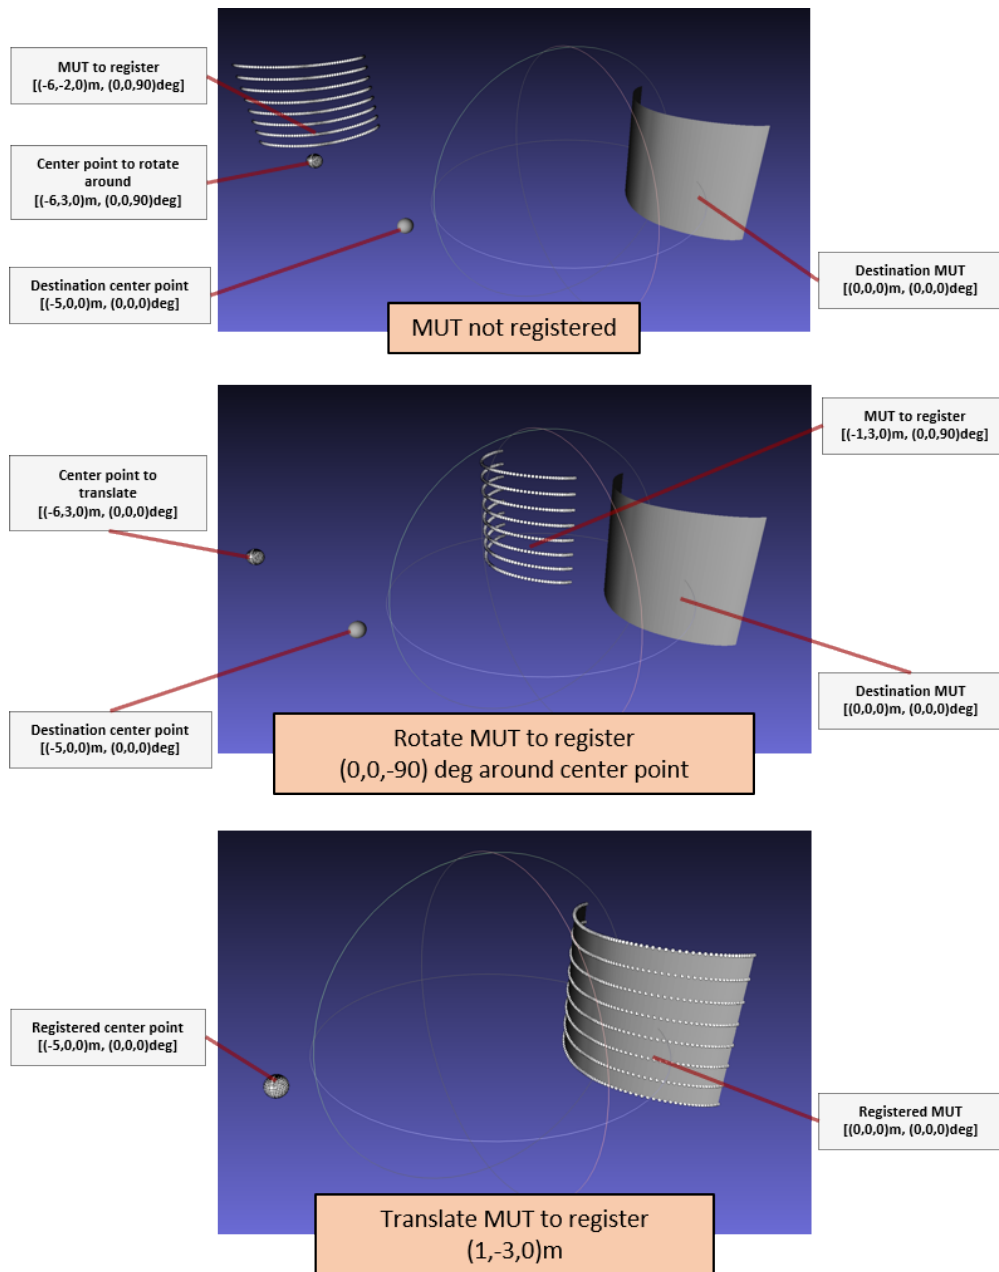 MUT to register
[(-6,-2,0)m, (0,0,90)deg]
Center point to rotate
around
[(-6,3,0)m, (0,0,90)deg]
Destination center point
[(-5,0,0)m, (0,0,0)deg]
Destination MUT
[(0,0,0)m, (0,0,0)deg]
MUT not registered
MUT to register
[(-1,3,0)m, (0,0,90)deg]
Center point to
translate
[(-6,3,0)m, (0,0,0)deg]
Destination center point
[(-5,0,0)m, (0,0,0)deg]
Destination MUT
[(0,0,0)m, (0,0,0)deg]
Rotate MUT to register
(0,0,-90) deg around center point
Registered center point
[(-5,0,0)m, (0,0,0)deg]
Registered MUT
[(0,0,0)m, (0,0,0)deg]
Translate MUT to register
(1,-3,0)m